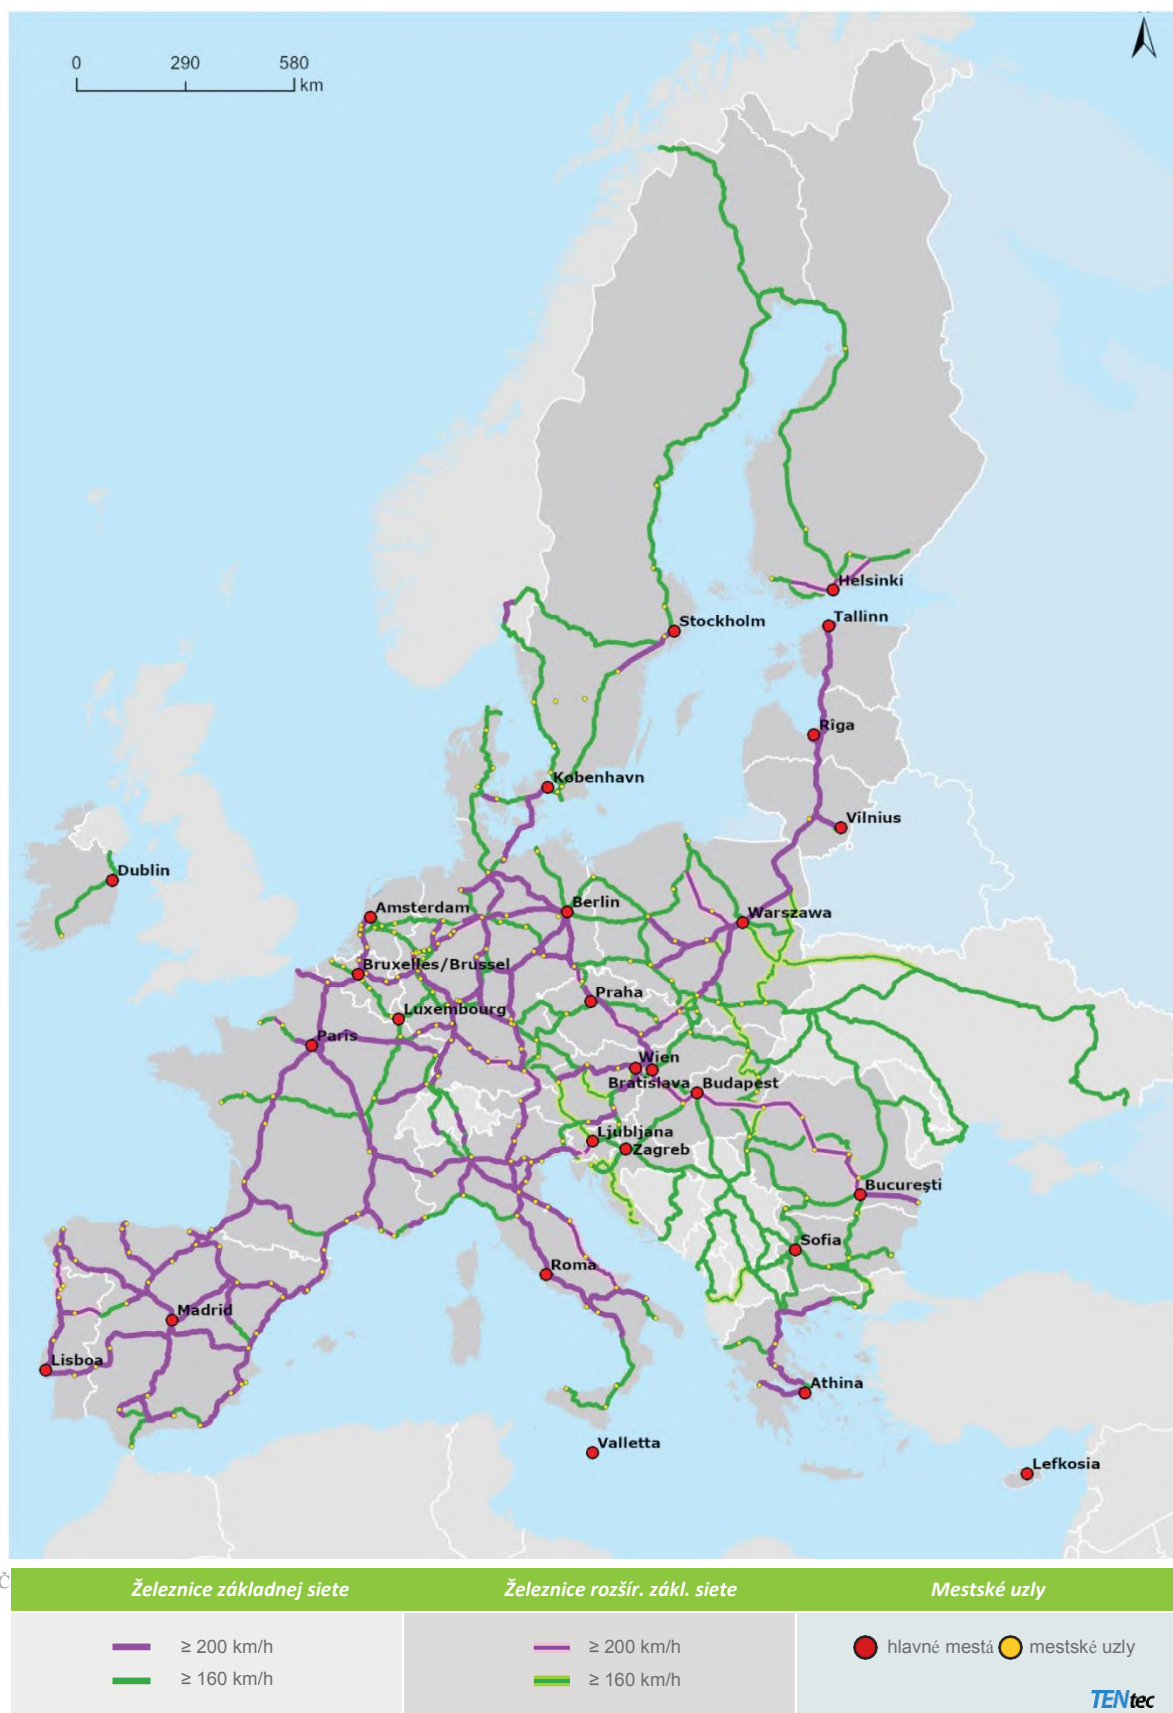 0 290 580
km
Helsinki
Tallinn
Stockholm
Rīga
København
Vilnius
Dublin
Amsterdam
Berlin
Warszawa
Bruxelles/Brussel
Praha
Luxembourg
Paris
Wien
Bratislava
Budapest
Ljubljana
Zagreb
Bucureşti
Sofia
Roma
Madrid
Lisboa
Athina
Valletta
Lefkosia
Č
Železnice základnej siete
Železnice rozšír. zákl. siete
Mestské uzly
≥ 200 km/h
≥ 200 km/h
hlavné mestá
mestské uzly
≥ 160 km/h
≥ 160 km/h
TENtec